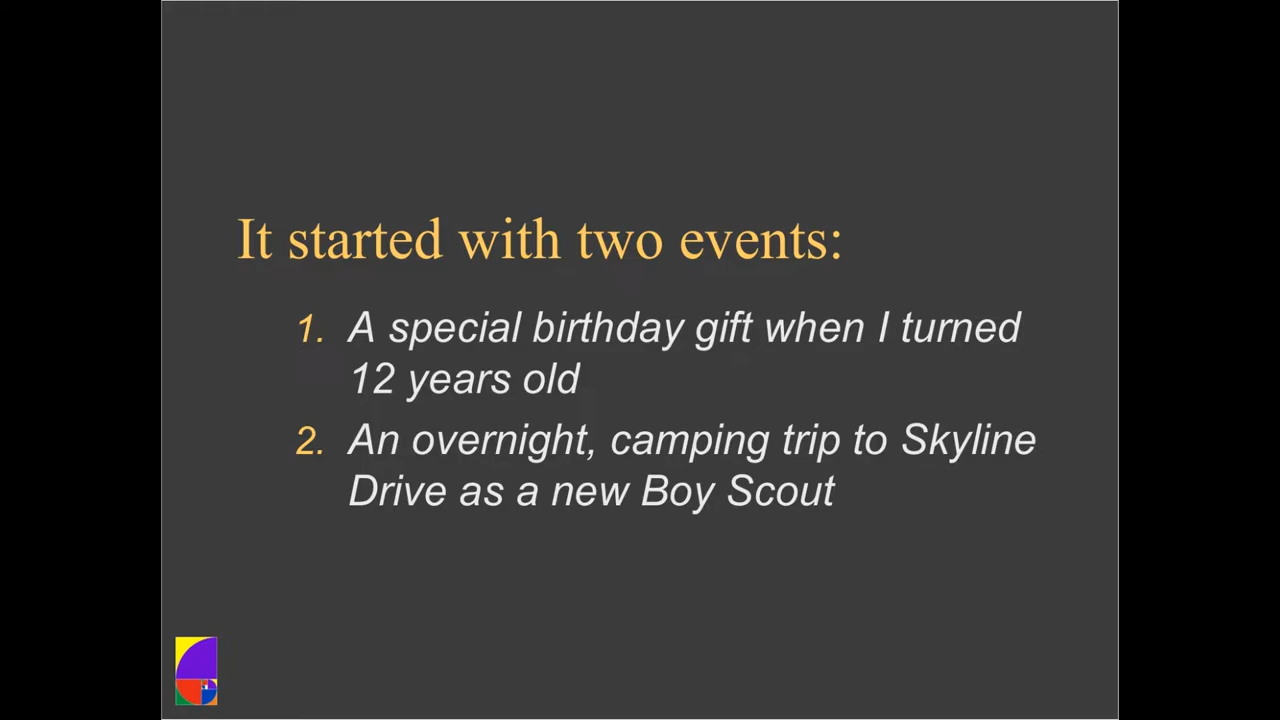 It started with two events:
1. A special birthday gift when I turned
12 years old
2. An overnight, camping trip to Skyline
Drive as a new Boy Scout